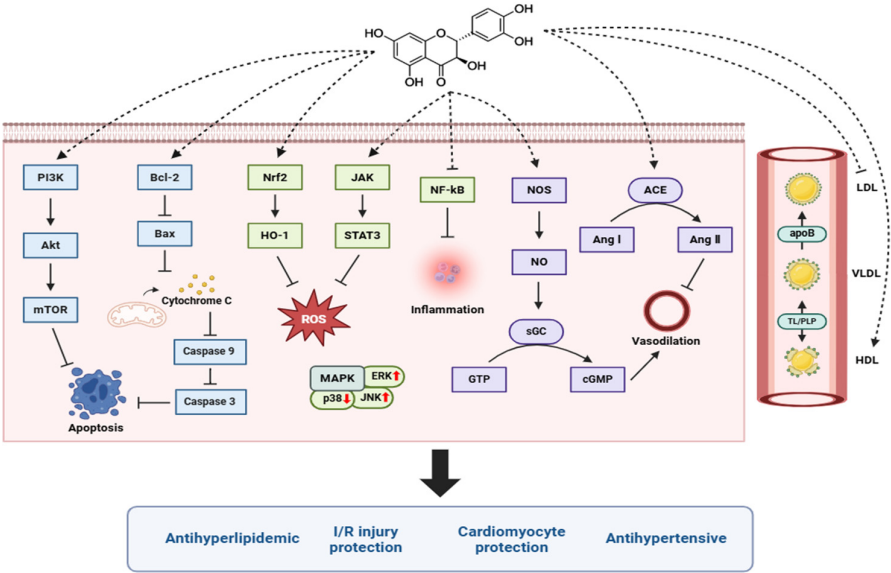 OH
HO
O
OH
OH
OH
O
PI3K
Akt
mTOR
Apoptosis
Bcl-2
Bax
Cytochrome C
Caspase 9
Caspase 3
Nrf2
HO-1
JAK
STAT3
ROS
MAPK
ERK
p38
JNK
NF-kB
Inflammation
NOS
NO
sGC
GTP
cGMP
ACE
Ang I
Ang II
Vasodilation
apoB
TL/PLP
LDL
VLDL
HDL
Antihyperlipidemic
I/R injury
protection
Cardiomyocyte
protection
Antihypertensive